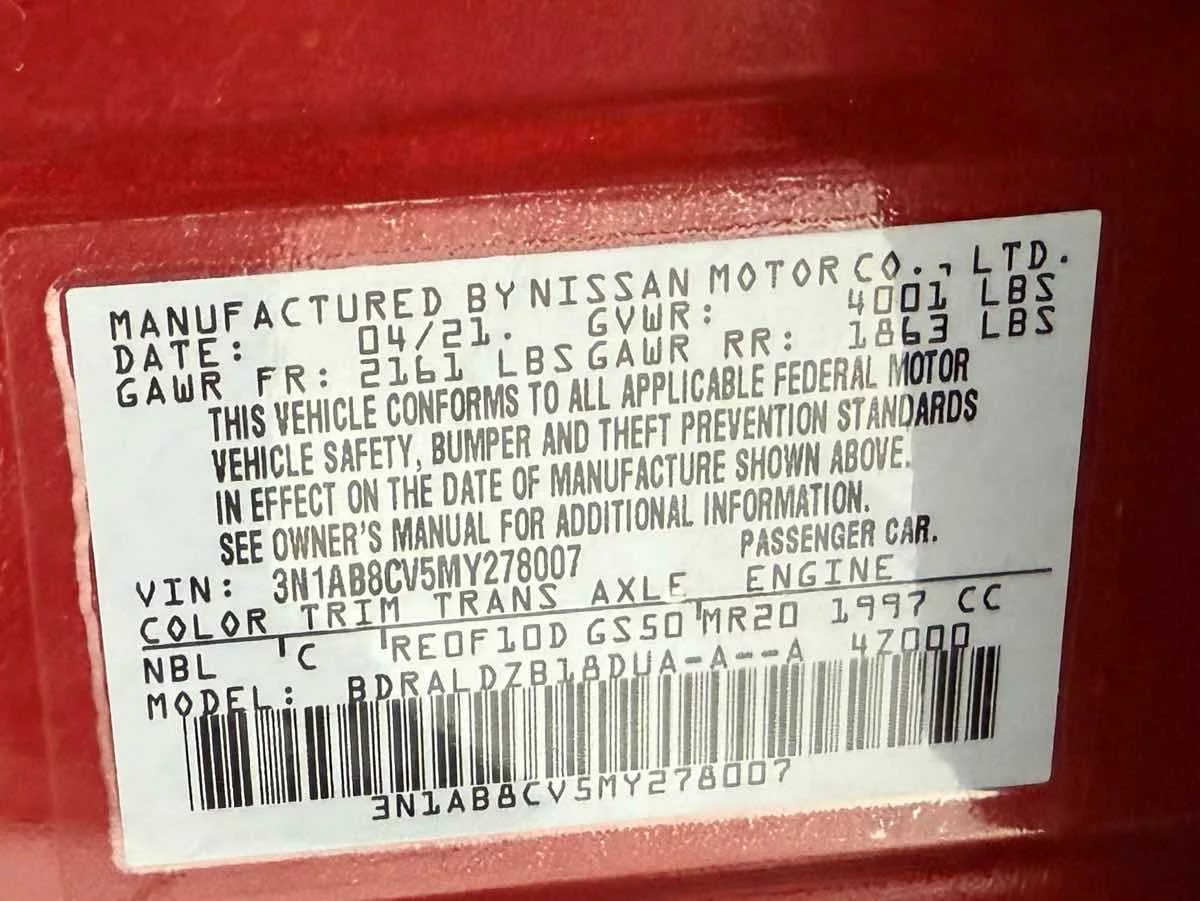 MANUFACTURED BY NISSAN MOTOR CO., LTD.
DATE: 04/21. GVWR: 4001 LBS
GAWR FR: 2161 LBS GAWR RR: 1863 LBS
THIS VEHICLE CONFORMS TO ALL APPLICABLE FEDERAL MOTOR
VEHICLE SAFETY, BUMPER AND THEFT PREVENTION STANDARDS
IN EFFECT ON THE DATE OF MANUFACTURE SHOWN ABOVE.
SEE OWNER'S MANUAL FOR ADDITIONAL INFORMATION.
VIN: 3N1AB8CV5MY278007 PASSENGER CAR.
COLOR TRIM TRANS AXLE ENGINE
NBL C RE0F10D GS50 MR20 1997 CC
MODEL: BDRALDZB18DUA-A--A 4Z000
3N1AB8CV5MY278007